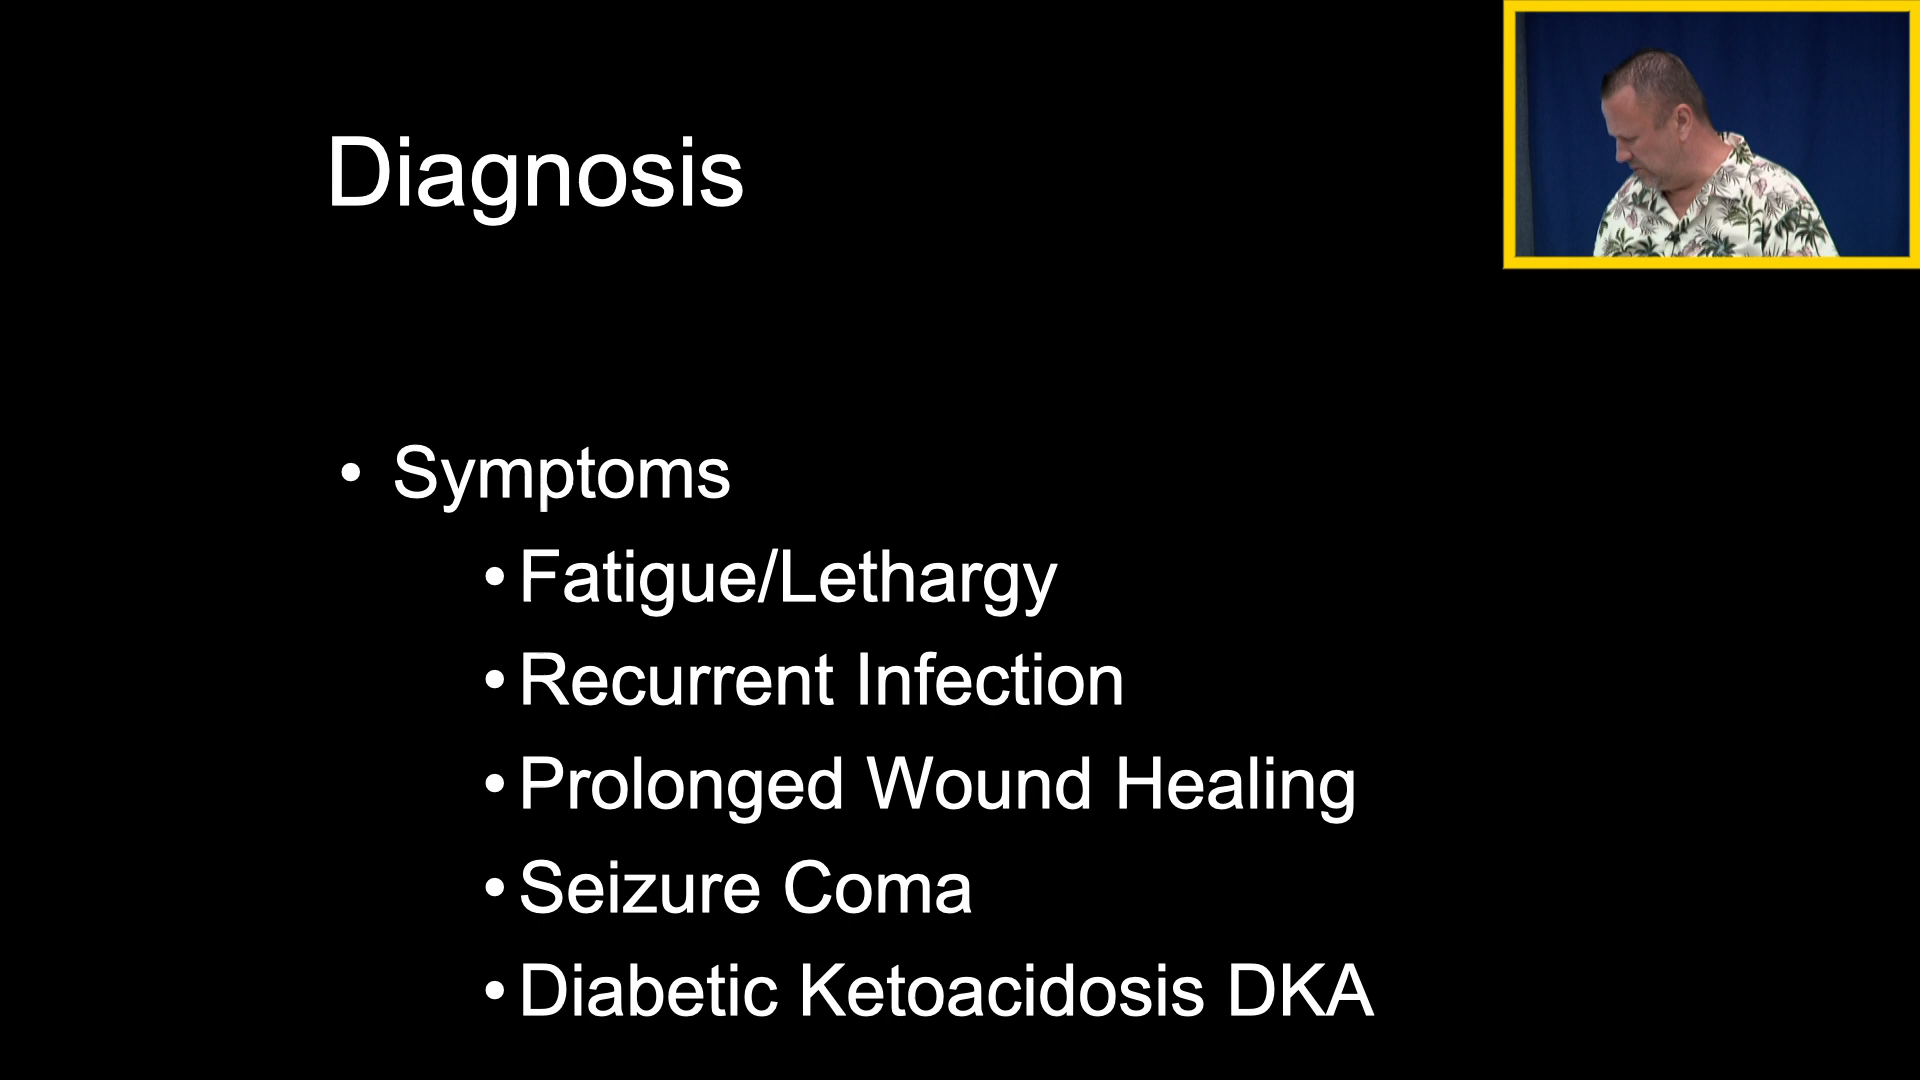 Diagnosis
• Symptoms
• Fatigue/Lethargy
• Recurrent Infection
• Prolonged Wound Healing
• Seizure Coma
• Diabetic Ketoacidosis DKA